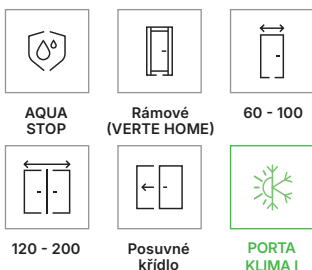 AQUA
STOP
Rámové
(VERTE HOME)
60 - 100
120 - 200
Posuvné
křídlo
PORTA
KLIMA I